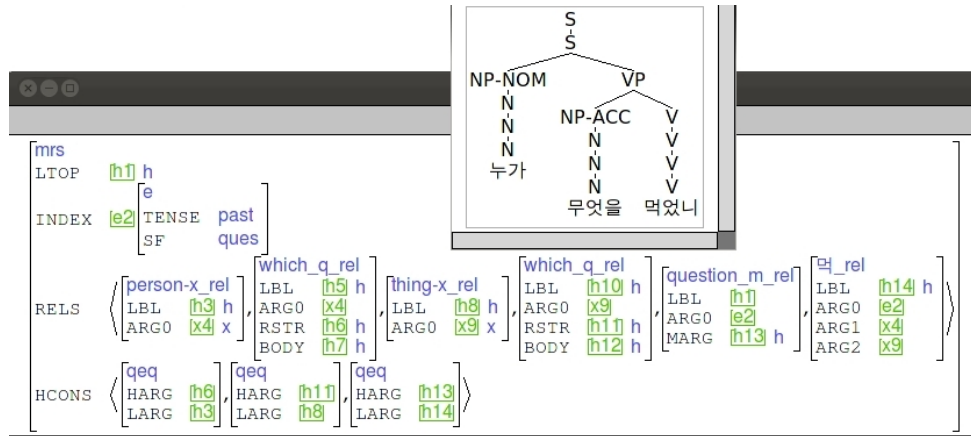 S
S
NP-NOM VP
N NP-ACC V
N N V
N N V
누가 N V
무엇을 먹었니
mrs
LTOP h1 h
e
INDEX e2 TENSE past
SF ques
RELS
person-x_rel
LBL h3 h
ARG0 x4 x
which_q_rel
LBL h5 h
ARG0 x4
RSTR h6 h
BODY h7 h
thing-x_rel
LBL h8 h
ARG0 x9 x
which_q_rel
LBL h10 h
ARG0 x9
RSTR h11 h
BODY h12 h
question_m_rel
LBL h1
ARG0 e2
MARG h13 h
먹_rel
LBL h14 h
ARG0 e2
ARG1 x4
ARG2 x9
HCONS
qeq
HARG h6
LARG h3
qeq
HARG h11
LARG h8
qeq
HARG h13
LARG h14